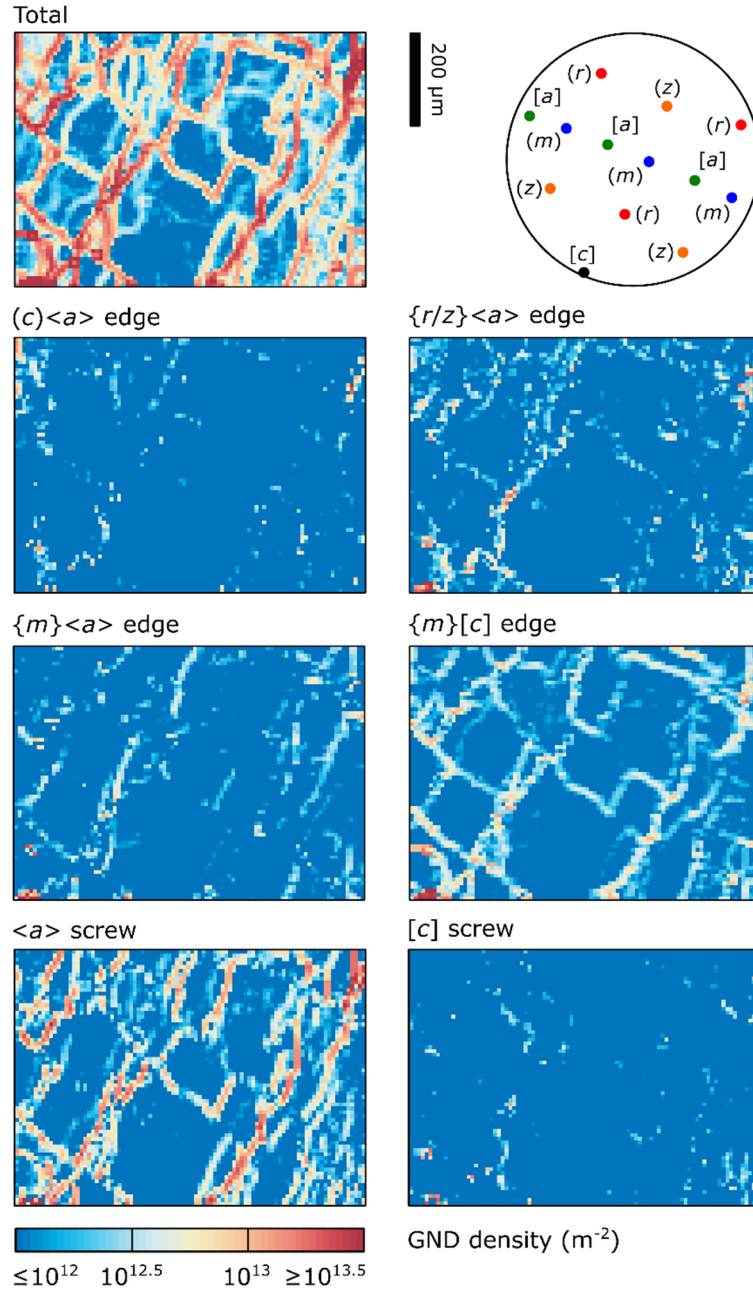 Total
200 µm
(r)
(z)
[a]
(r)
(m)
[a]
(m)
[a]
(z)
(m)
(r)
[c]
(z)
(c)<a> edge
{r/z}<a> edge
{m}<a> edge
{m}[c] edge
<a> screw
[c] screw
≤10¹²
10¹²·⁵
10¹³
≥10¹³·⁵
GND density (m⁻²)